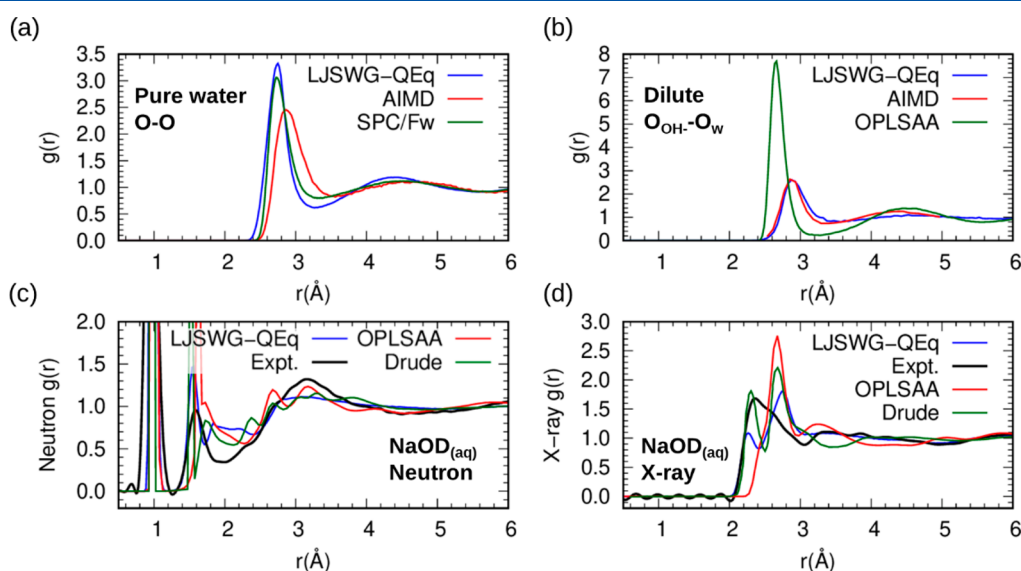 (a)
3.5
3.0
2.5
2.0
1.5
1.0
0.5
0.0
g(r)
Pure water
O-O
LJSWG-QEq
AIMD
SPC/Fw
1 2 3 4 5 6
r(Å)
(b)
8
7
6
5
4
3
2
1
0
g(r)
Dilute
O_OH-_-O_w_
LJSWG-QEq
AIMD
OPLSAA
1 2 3 4 5 6
r(Å)
(c)
2.0
1.5
1.0
0.5
0.0
Neutron g(r)
LJSWG-QEq OPLSAA
Expt. Drude
NaOD(aq)
Neutron
1 2 3 4 5 6
r(Å)
(d)
3.0
2.5
2.0
1.5
1.0
0.5
0.0
X-ray g(r)
LJSWG-QEq
Expt.
OPLSAA
Drude
NaOD(aq)
X-ray
1 2 3 4 5 6
r(Å)